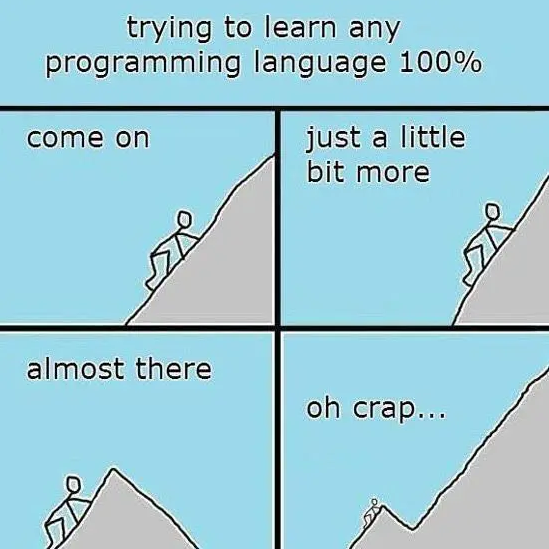 trying to learn any
programming language 100%
come on
just a little
bit more
almost there
oh crap...